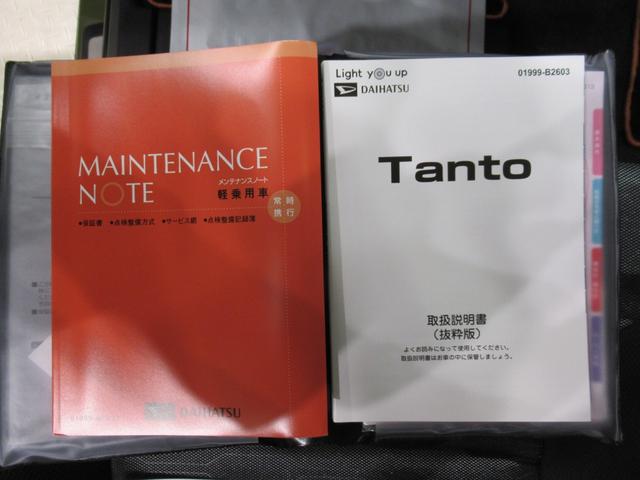 MAINTENANCE
NOTE
メンテナンスノート
軽乗用車
常時
携行
●保証書 ●点検整備方式 ●サービス網 ●点検整備記録簿
DAIHATSU
Light you up
DAIHATSU
01999-B2603
Tanto
取扱説明書
（抜粋版）
よくお読みになって使用してください。
取扱説明書はお車の中に保管しましょう。